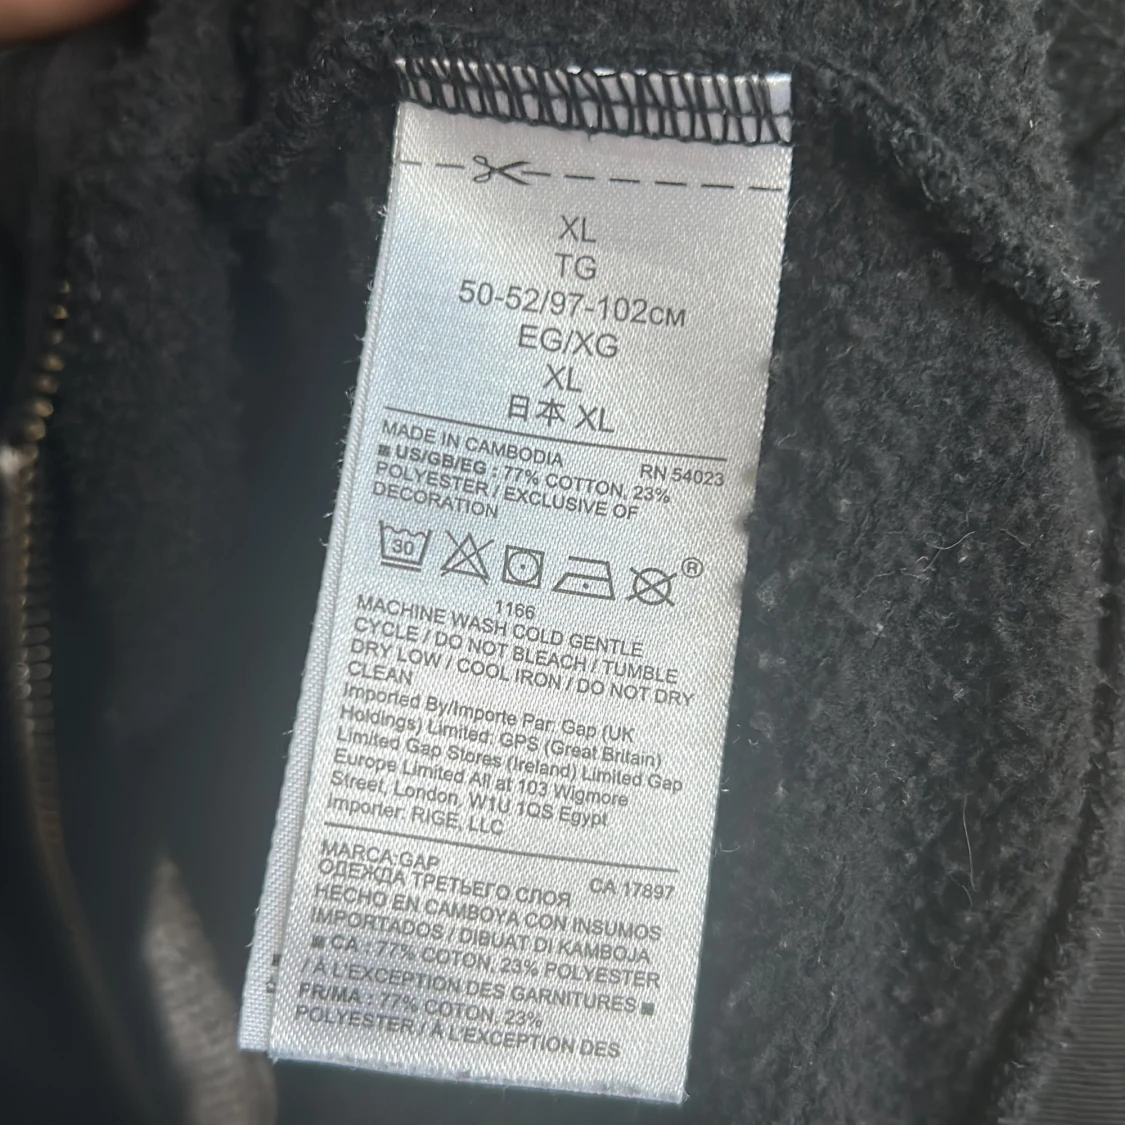 XL
TG
50-52/97-102см
EG/XG
XL
日本 XL
MADE IN CAMBODIA RN 54023
■ US/GB/EG : 77% COTTON, 23%
POLYESTER / EXCLUSIVE OF
DECORATION
30 ®
1166
MACHINE WASH COLD GENTLE
CYCLE / DO NOT BLEACH / TUMBLE
DRY LOW / COOL IRON / DO NOT DRY
CLEAN
Imported By/Importe Par: Gap (UK
Holdings) Limited; GPS (Great Britain)
Limited Gap Stores (Ireland) Limited Gap
Europe Limited All at 103 Wigmore
Street, London, W1U 1QS Egypt
Importer: RIGE, LLC
MARCA:GAP CA 17897
ОДЕЖДА ТРЕТЬЕГО СЛОЯ
HECHO EN CAMBOYA CON INSUMOS
IMPORTADOS / DIBUAT DI KAMBOJA
■ CA : 77% COTON, 23% POLYESTER
/ À L'EXCEPTION DES GARNITURES ■
FR/MA : 77% COTON, 23%
POLYESTER / À L'EXCEPTION DES